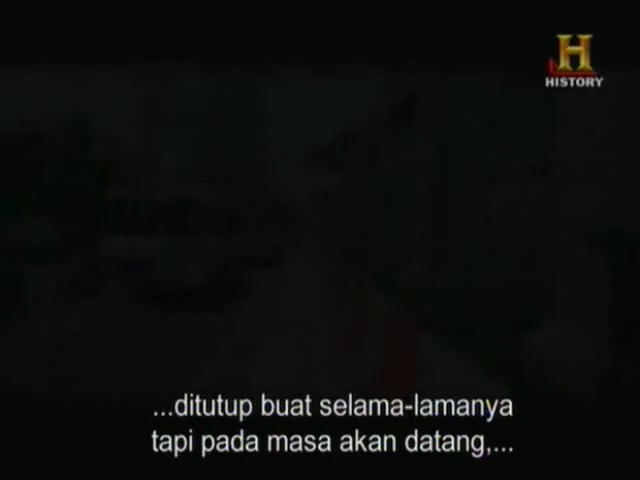 H
HISTORY
...ditutup buat selama-lamanya
tapi pada masa akan datang,...